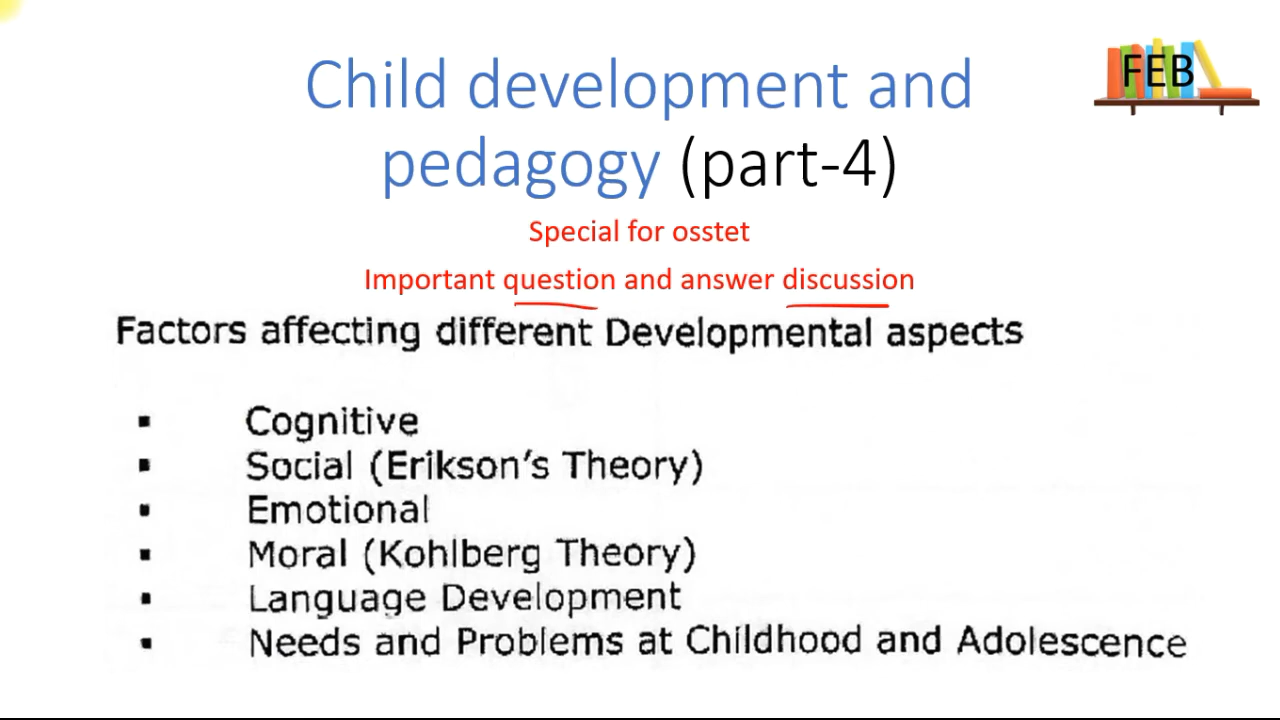 FEB
Child development and
pedagogy (part-4)
Special for osstet
Important question and answer discussion
Factors affecting different Developmental aspects
▪ Cognitive
▪ Social (Erikson's Theory)
▪ Emotional
▪ Moral (Kohlberg Theory)
▪ Language Development
▪ Needs and Problems at Childhood and Adolescence